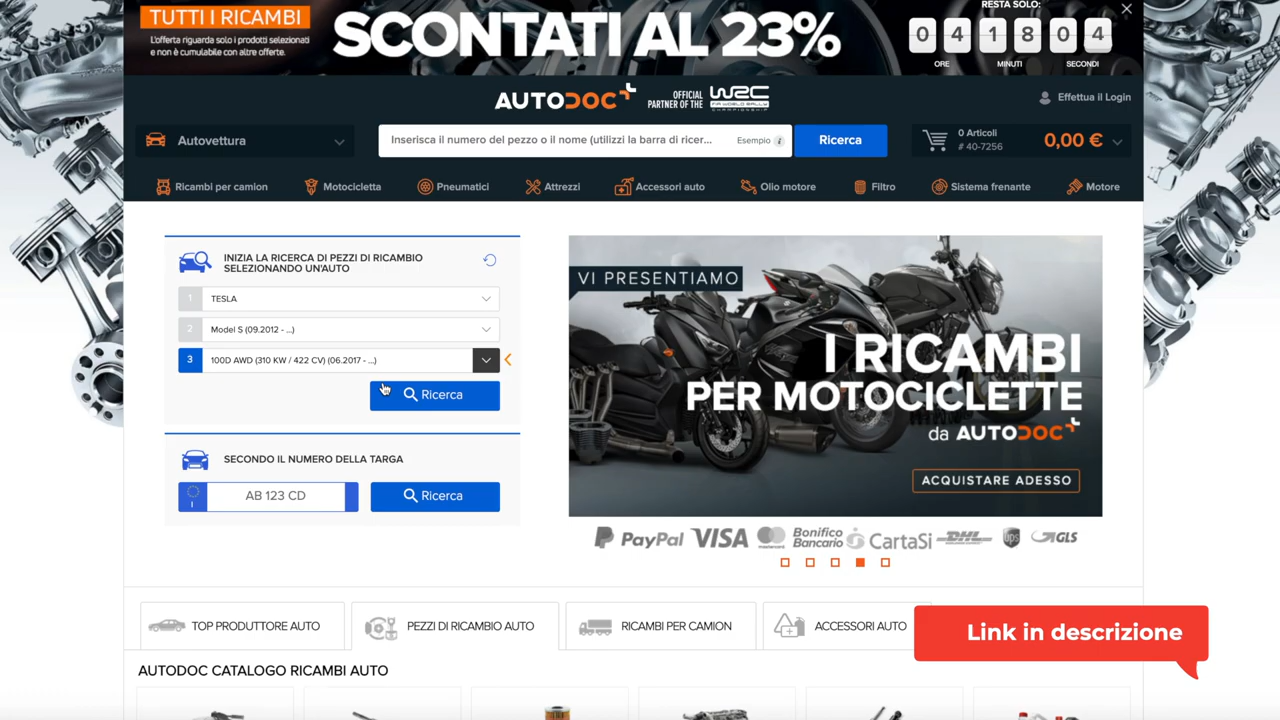 TUTTI I RICAMBI
L'offerta riguarda solo i prodotti selezionati
e non è cumulabile con altre offerte.
SCONTATI AL 23%
RESTA SOLO:
0 4 1 8 0 4
ORE MINUTI SECONDI
AUTODOC
OFFICIAL
PARTNER OF THE
WRC
FIA WORLD RALLY
CHAMPIONSHIP
Effettua il Login
Autovettura
Inserisca il numero del pezzo o il nome (utilizzi la barra di ricer...
Esempio i
Ricerca
0 Articoli
# 40-7256
0,00 €
Ricambi per camion
Motocicletta
Pneumatici
Attrezzi
Accessori auto
Olio motore
Filtro
Sistema frenante
Motore
INIZIA LA RICERCA DI PEZZI DI RICAMBIO
SELEZIONANDO UN'AUTO
1 TESLA
2 Model S (09.2012 - ...)
3 100D AWD (310 KW / 422 CV) (06.2017 - ...)
Ricerca
SECONDO IL NUMERO DELLA TARGA
I AB 123 CD
Ricerca
VI PRESENTIAMO
I RICAMBI
PER MOTOCICLETTE
da AUTODOC
ACQUISTARE ADESSO
PayPal VISA mastercard Bonifico Bancario CartaSi DHL ups GLS
TOP PRODUTTORE AUTO
PEZZI DI RICAMBIO AUTO
RICAMBI PER CAMION
ACCESSORI AUTO
Link in descrizione
AUTODOC CATALOGO RICAMBI AUTO